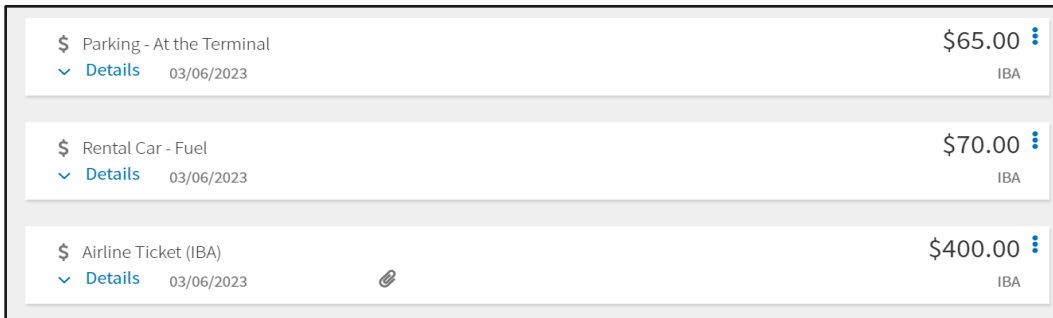 $ Parking - At the Terminal $65.00
Details 03/06/2023 IBA
$ Rental Car - Fuel $70.00
Details 03/06/2023 IBA
$ Airline Ticket (IBA) $400.00
Details 03/06/2023 IBA